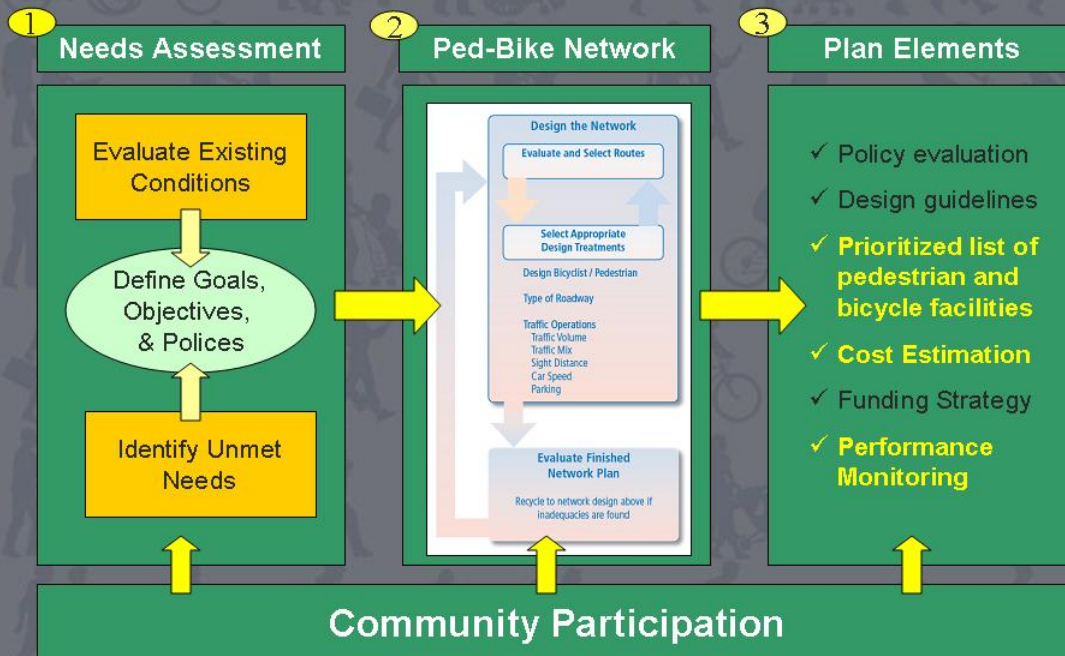 1
Needs Assessment
Evaluate Existing
Conditions
Define Goals,
Objectives,
& Polices
Identify Unmet
Needs
2
Ped-Bike Network
Design the Network
Evaluate and Select Routes
Select Appropriate
Design Treatments
Design Bicyclist / Pedestrian
Type of Roadway
Traffic Operations
Traffic Volume
Traffic Mix
Sight Distance
Car Speed
Parking
Evaluate Finished
Network Plan
Recycle to network design above if
inadequacies are found
3
Plan Elements
✓ Policy evaluation
✓ Design guidelines
✓ Prioritized list of
pedestrian and
bicycle facilities
✓ Cost Estimation
✓ Funding Strategy
✓ Performance
Monitoring
Community Participation